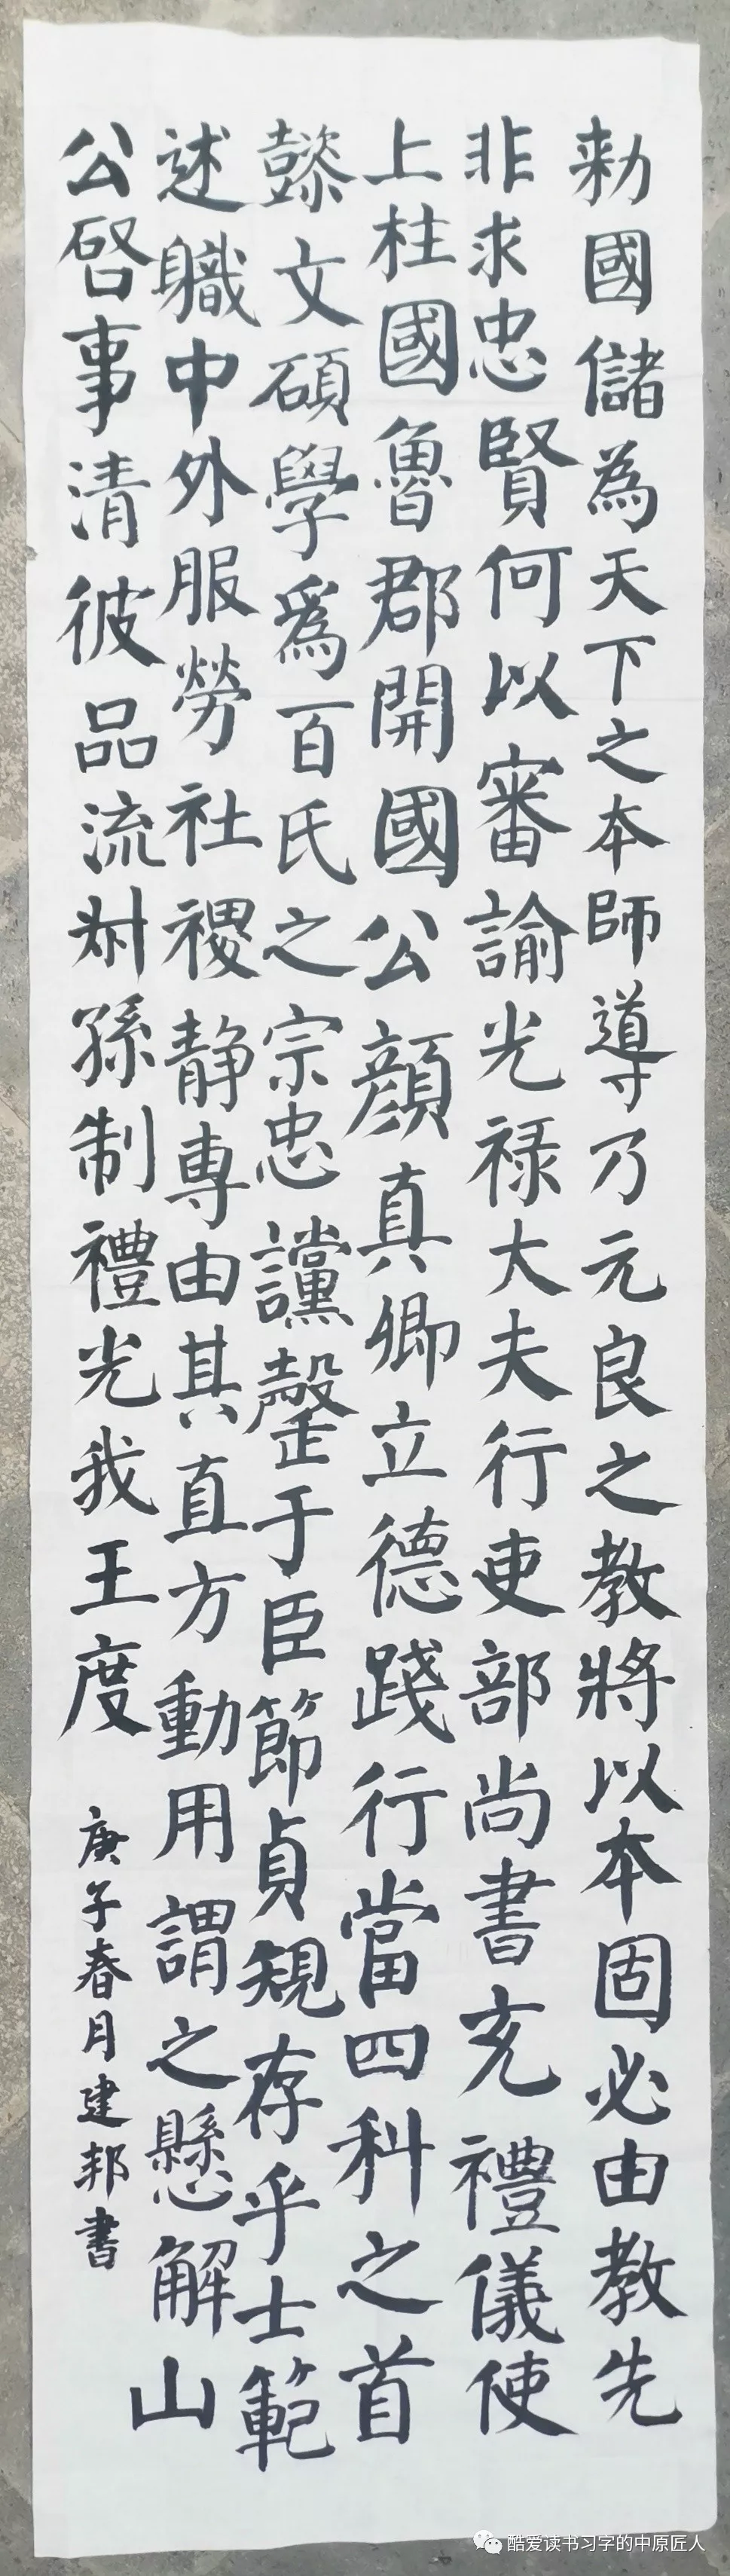 勑國儲為天下之本師導乃元良之教將以本固必由教先
非求忠賢何以審諭光禄大夫行吏部尚書充禮儀使
上柱國魯郡開國公顔真卿立德踐行當四科之首
懿文碩學爲百氏之宗忠讜罄于臣節貞規存乎士範
述職中外服勞社稷静專由其直方動用謂之懸解山
公啓事清彼品流叔孫制禮光我王度
庚子春月建邦書
酷爱读书习字的中原匠人